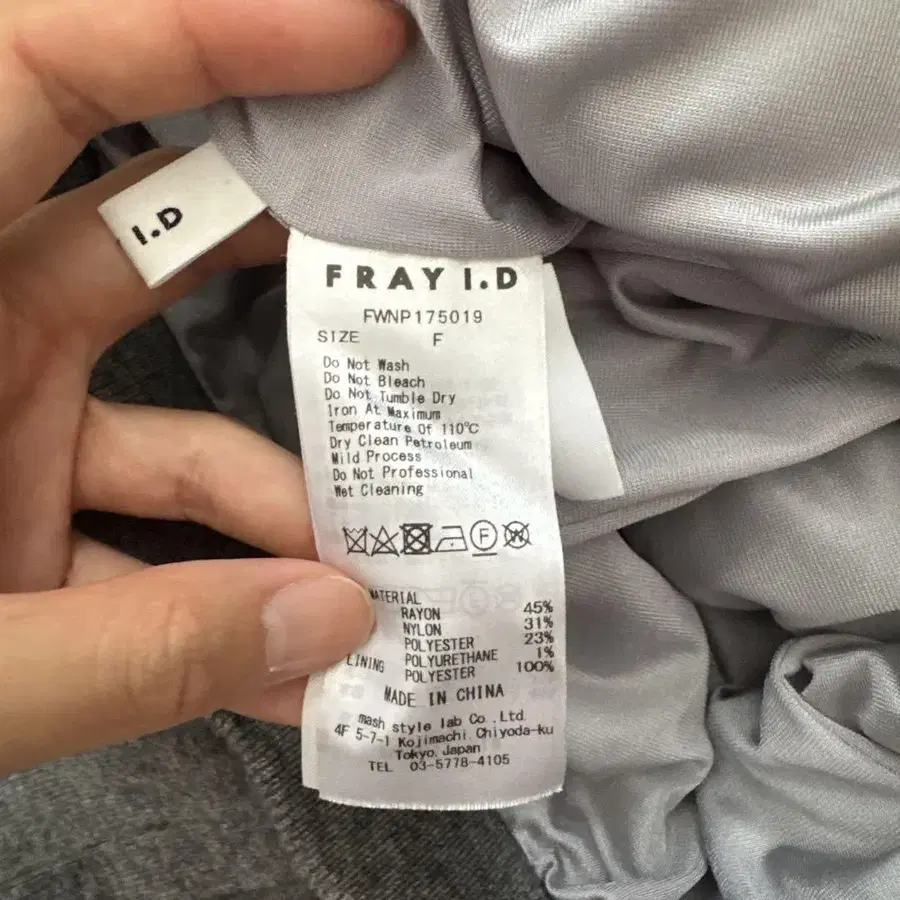 I.D
FRAY I.D
FWNP175019
SIZE F
Do Not Wash
Do Not Bleach
Do Not Tumble Dry
Iron At Maximum
Temperature Of 110℃
Dry Clean Petroleum
Mild Process
Do Not Professional
Wet Cleaning
F W
MATERIAL
RAYON 45%
NYLON 31%
POLYESTER 23%
POLYURETHANE 1%
LINING POLYESTER 100%
MADE IN CHINA
mash style lab Co.,Ltd.
4F 5-7-1 Kojimachi, Chiyoda-ku
Tokyo, Japan
TEL 03-5778-4105